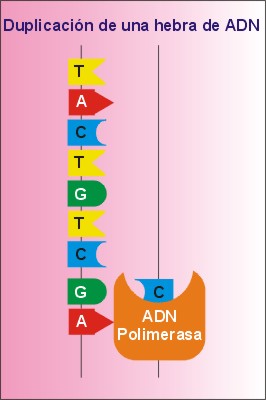 Duplicación de una hebra de ADN
T
A
C
T
G
T
C
G C
A ADN
Polimerasa